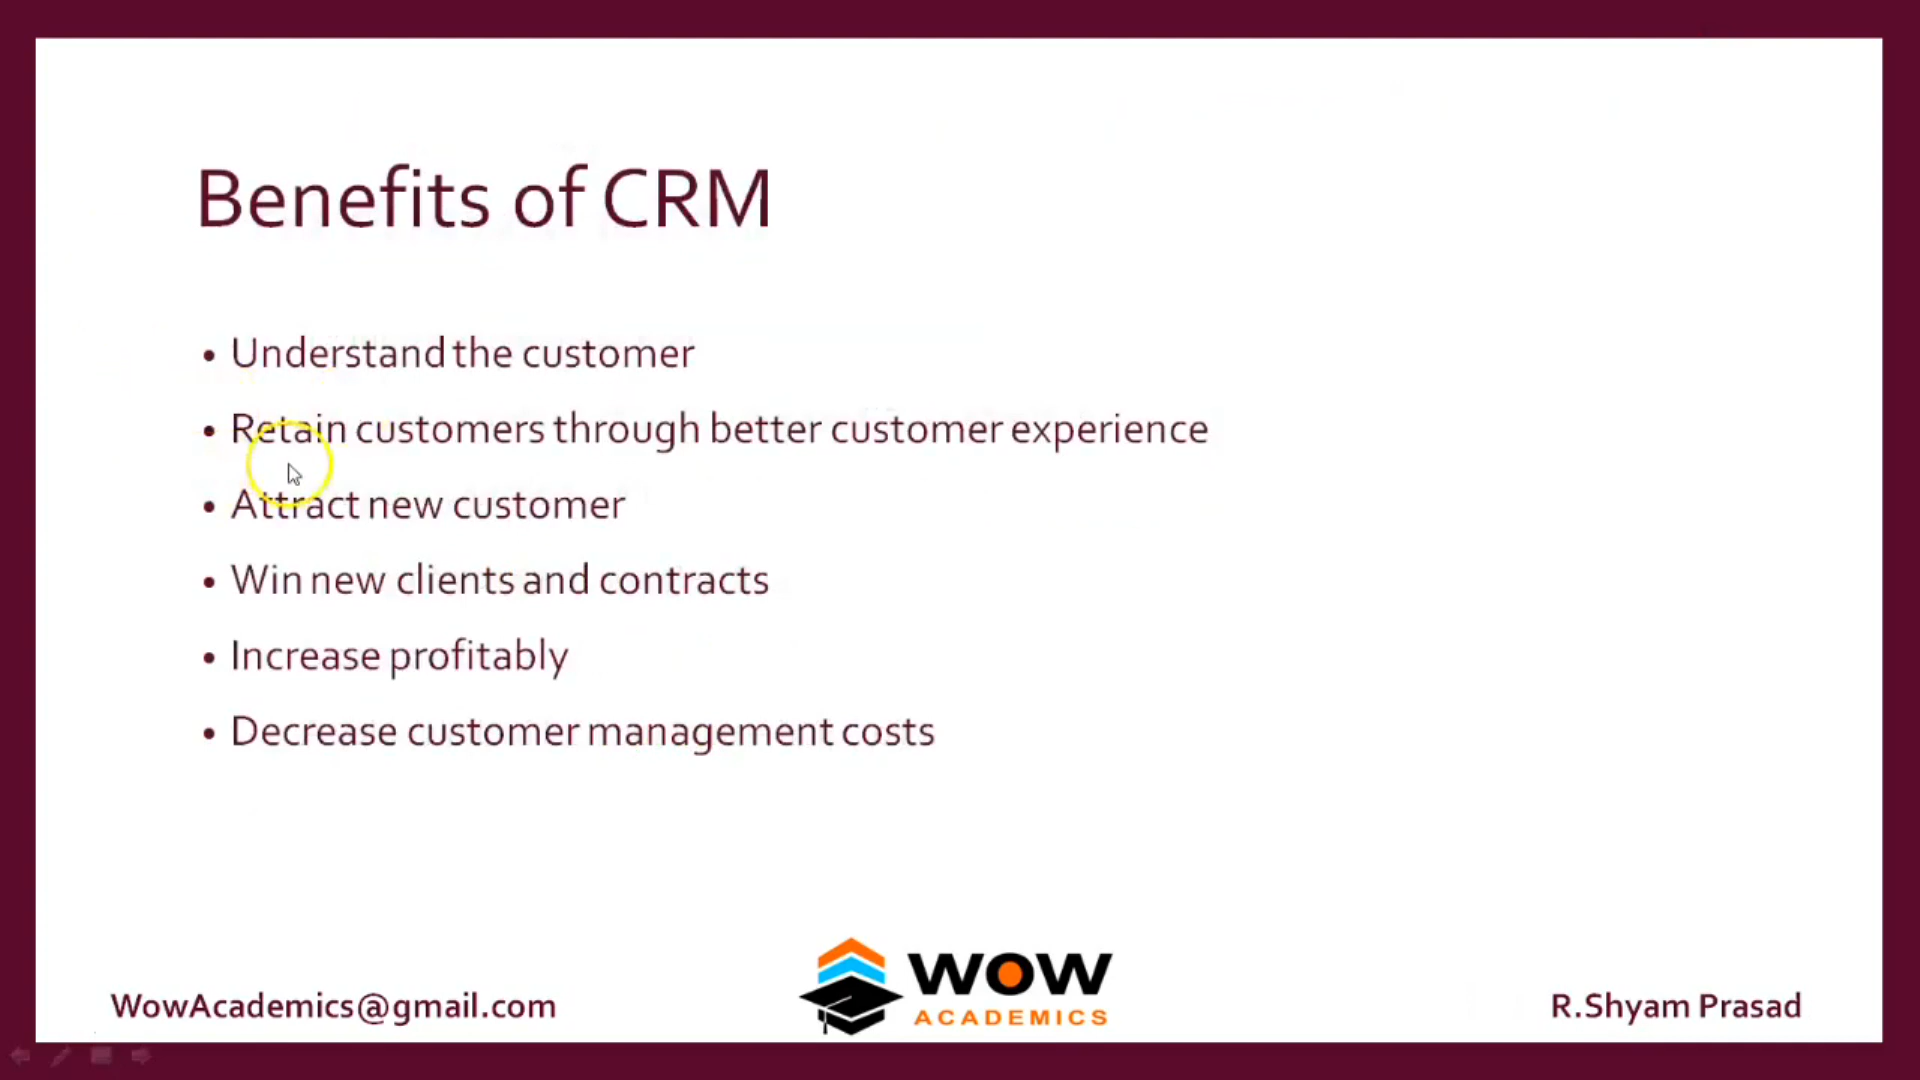 Benefits of CRM
• Understand the customer
• Retain customers through better customer experience
• Attract new customer
• Win new clients and contracts
• Increase profitably
• Decrease customer management costs
WowAcademics@gmail.com
WOW
ACADEMICS
R.Shyam Prasad